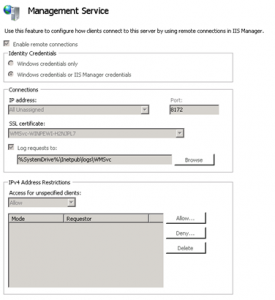 Management Service
Use this feature to configure how clients connect to this server by using remote connections in IIS Manager.
Enable remote connections
Identity Credentials
Windows credentials only
Windows credentials or IIS Manager credentials
Connections
IP address:
Port:
All Unassigned
8172
SSL certificate:
Log requests to:
%SystemDrive%\Inetpub\logs\WMSvc
Browse
IPv4 Address Restrictions
Access for unspecified clients:
Allow
Mode
Requestor
Allow...
Deny...
Delete